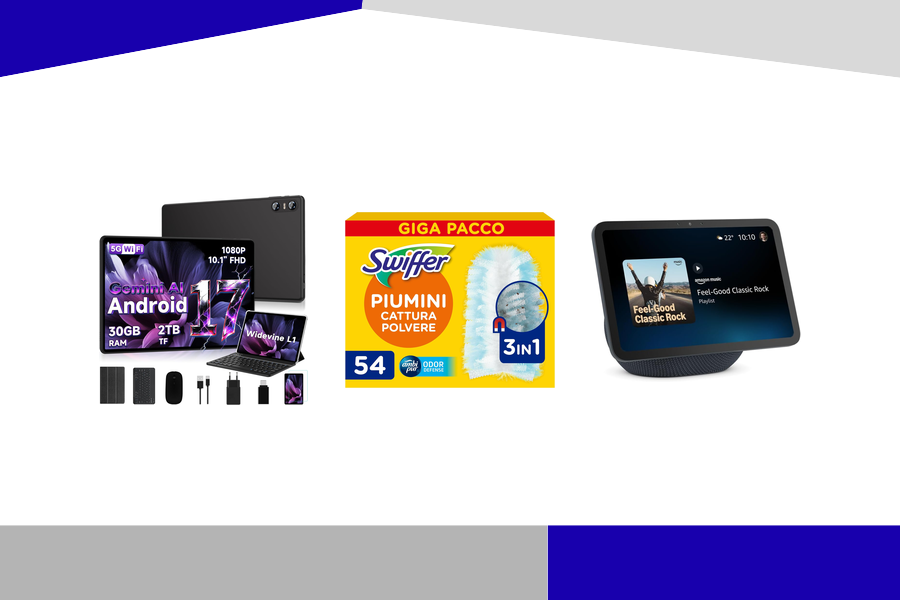 5G WiFi
1080P
10.1" FHD
Gemini AI
Android 17
30GB
RAM
2TB
TF
Widevine L1
GIGA PACCO
Swiffer
PIUMINI
CATTURA
POLVERE
3IN1
54
ambi
pur
ODOR
DEFENSE
22° 10:10
amazon music
Feel-Good Classic Rock
Playlist
Feel-Good
Classic Rock